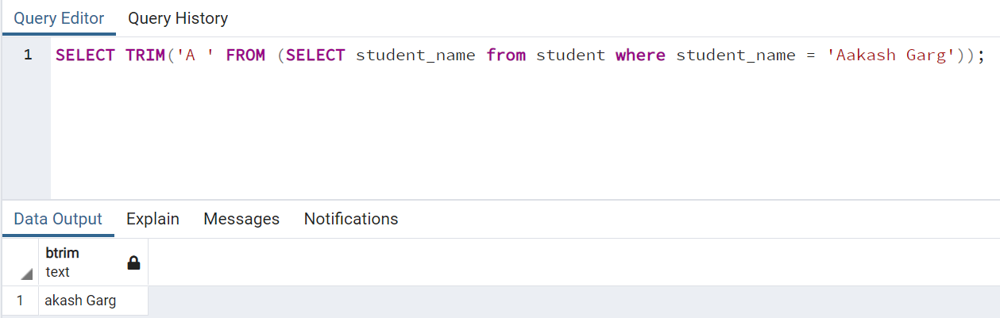 Query Editor Query History
1 SELECT TRIM('A ' FROM (SELECT student_name from student where student_name = 'Aakash Garg'));
Data Output Explain Messages Notifications
btrim
text
1 akash Garg